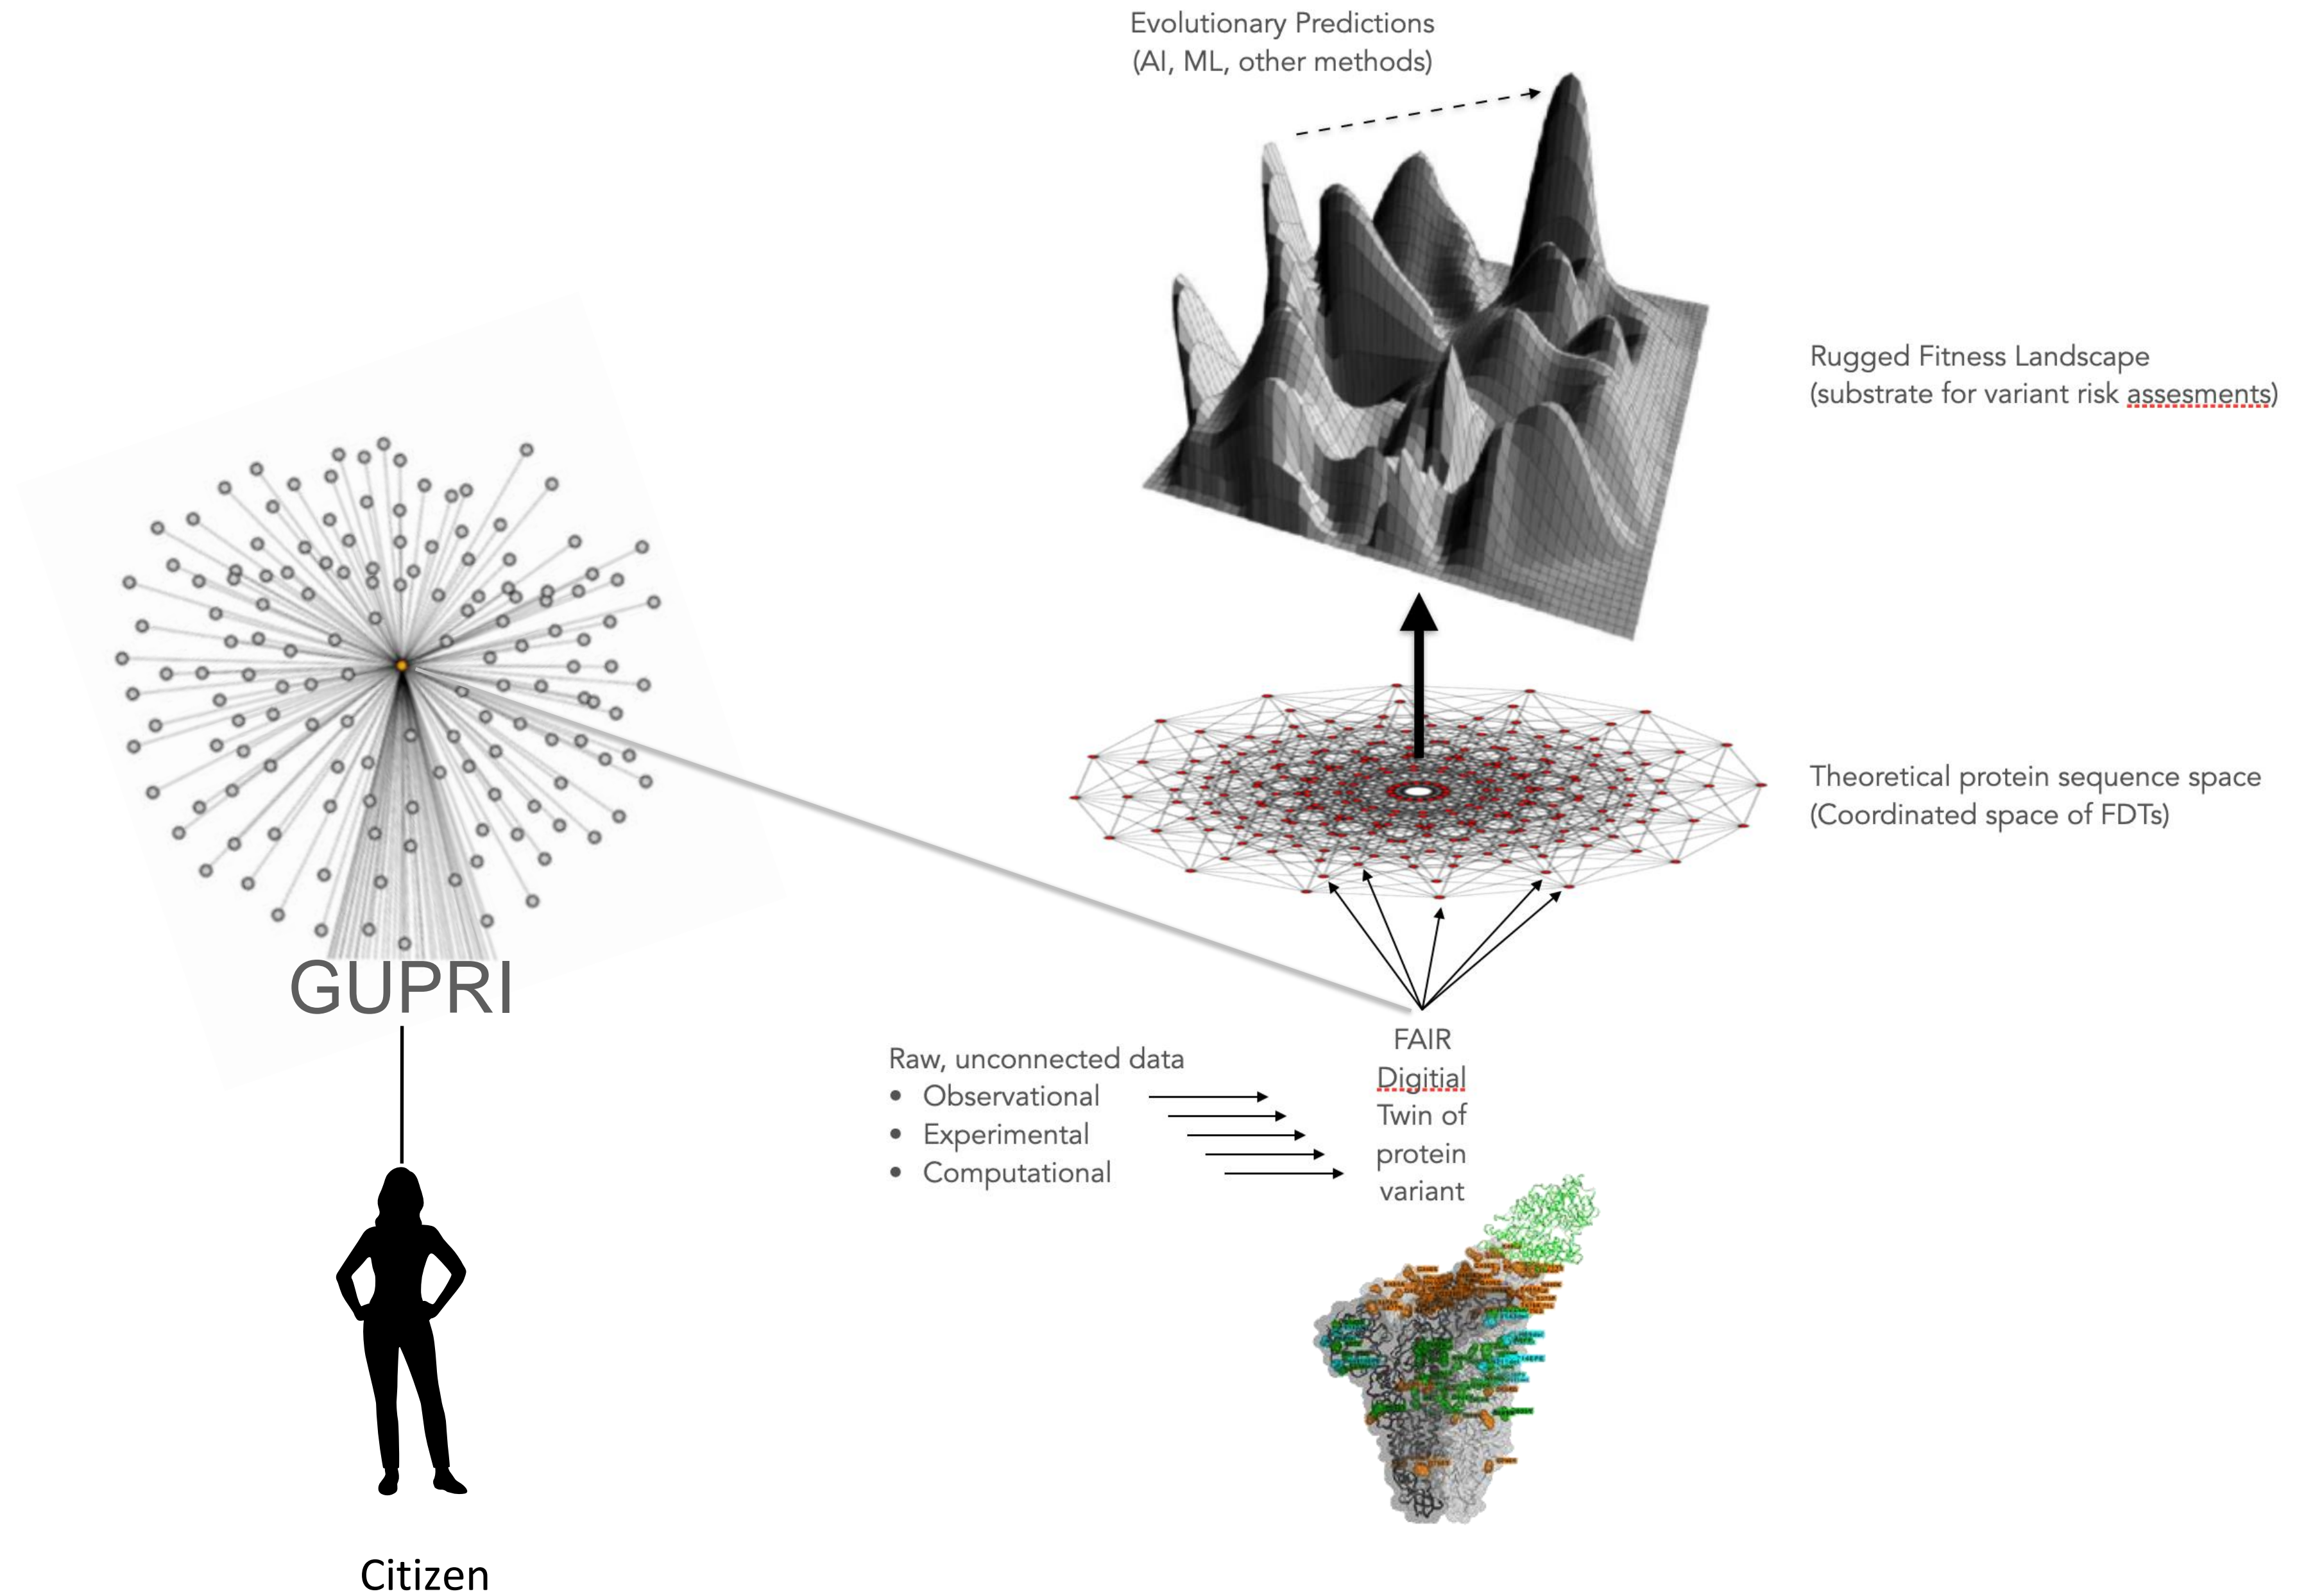 Evolutionary Predictions
(AI, ML, other methods)
Rugged Fitness Landscape
(substrate for variant risk assesments)
Theoretical protein sequence space
(Coordinated space of FDTs)
GUPRI
Raw, unconnected data
• Observational
• Experimental
• Computational
FAIR
Digitial
Twin of
protein
variant
Citizen